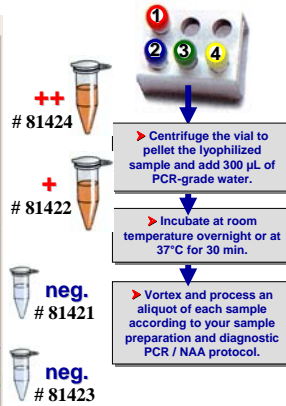 1
2
3
4
++
# 81424
+
# 81422
neg.
# 81421
neg.
# 81423
➤ Centrifuge the vial to
pellet the lyophilized
sample and add 300 µL of
PCR-grade water.
➤ Incubate at room
temperature overnight or at
37°C for 30 min.
➤ Vortex and process an
aliquot of each sample
according to your sample
preparation and diagnostic
PCR / NAA protocol.